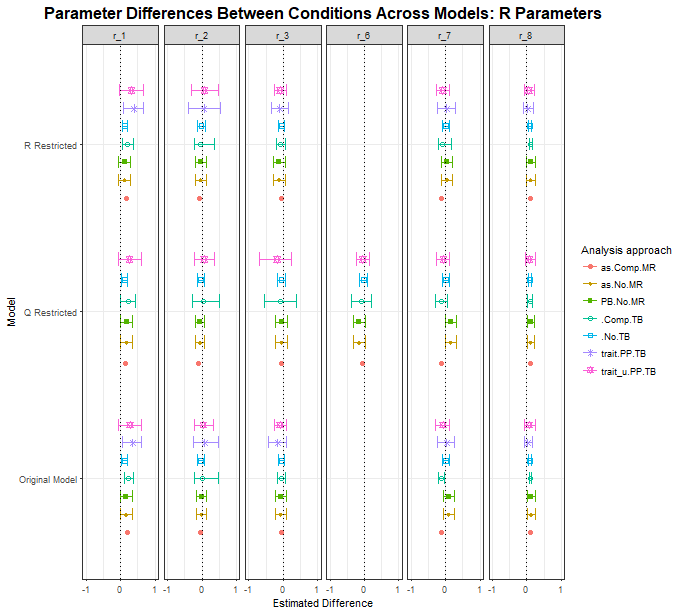 Parameter Differences Between Conditions Across Models: R Parameters
r_1 r_2 r_3 r_6 r_7 r_8
R Restricted
Q Restricted
Original Model
Model
-1 0 1 -1 0 1 -1 0 1 -1 0 1 -1 0 1 -1 0 1
Estimated Difference
Analysis approach
as.Comp.MR
as.No.MR
PB.No.MR
.Comp.TB
.No.TB
trait.PP.TB
trait_u.PP.TB